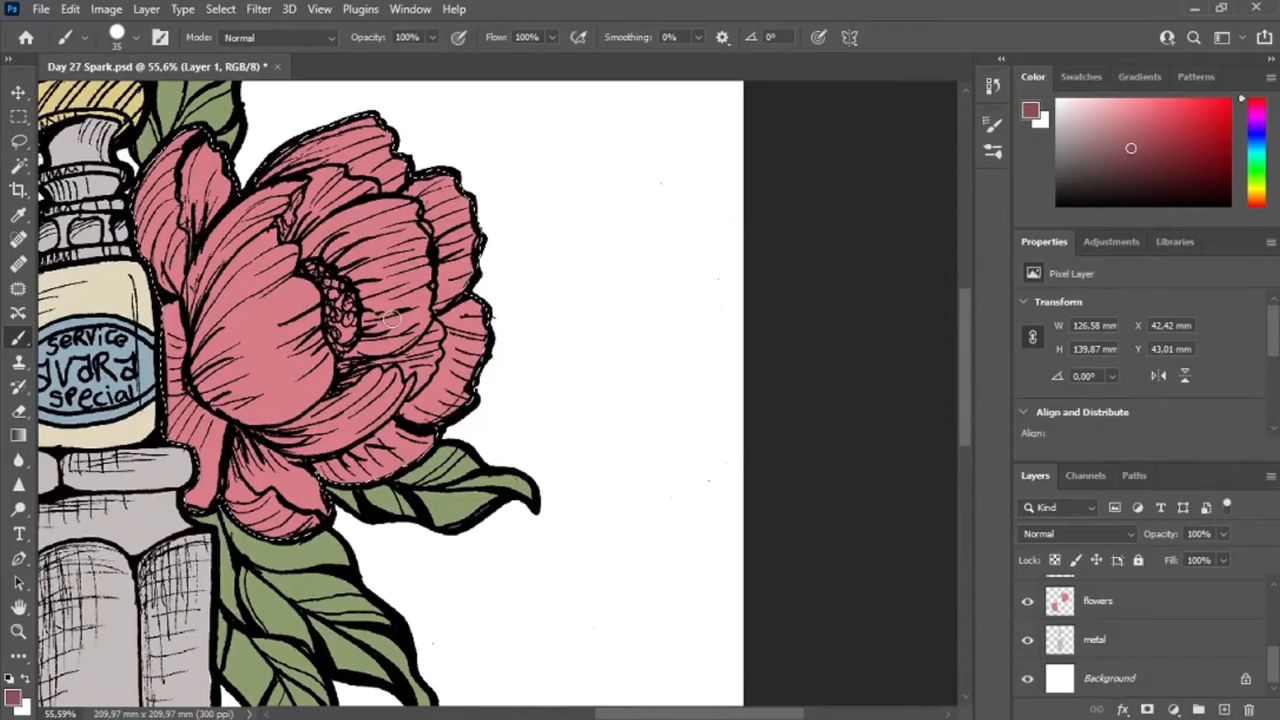 Ps File Edit Image Layer Type Select Filter 3D View Plugins Window Help
35 Mode: Normal Opacity: 100% Flow: 100% Smoothing: 0% 0°
Day 27 Spark.psd @ 55,6% (Layer 1, RGB/8) *
Color Swatches Gradients Patterns
Properties Adjustments Libraries
Pixel Layer
Transform
W 126,58 mm X 42,42 mm
H 139,87 mm Y 43,01 mm
0,00°
Align and Distribute
Align:
Layers Channels Paths
Kind
Normal Opacity: 100%
Lock: Fill: 100%
flowers
metal
Background
SERVICE
special
55,59% 209,97 mm x 209,97 mm (300 ppi)